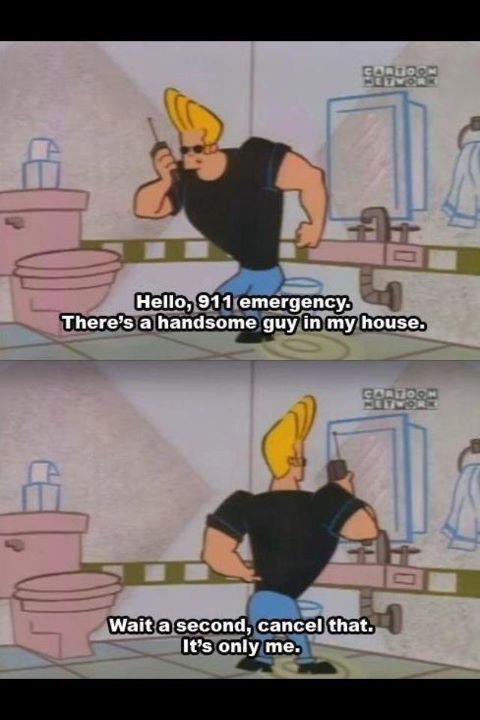 CARTOON
NETWORK
Hello, 911 emergency.
There's a handsome guy in my house.
CARTOON
NETWORK
Wait a second, cancel that.
It's only me.